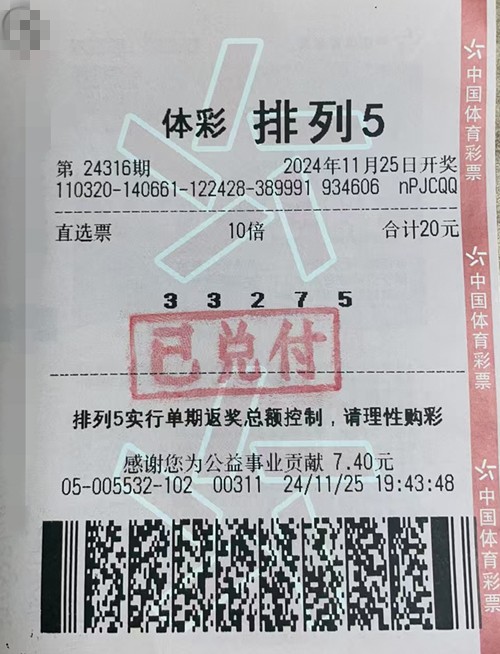 体彩 排列5
第 24316期 2024年11月25日开奖
110320-140661-122428-389991 934606 nPJCQQ
直选票 10倍 合计20元
3 3 2 7 5
已兑付
排列5实行单期返奖总额控制，请理性购彩
感谢您为公益事业贡献 7.40元
05-005532-102 00311 24/11/25 19:43:48
中国体育彩票
中国体育彩票
中国体育彩票